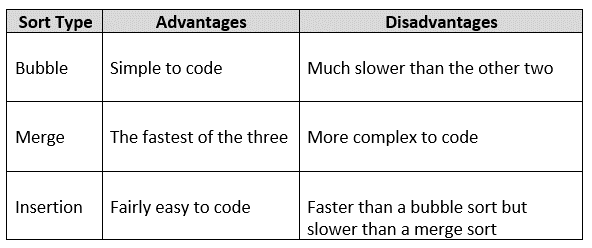 Sort Type Advantages Disadvantages
Bubble Simple to code Much slower than the other two
Merge The fastest of the three More complex to code
Insertion Fairly easy to code Faster than a bubble sort but
slower than a merge sort